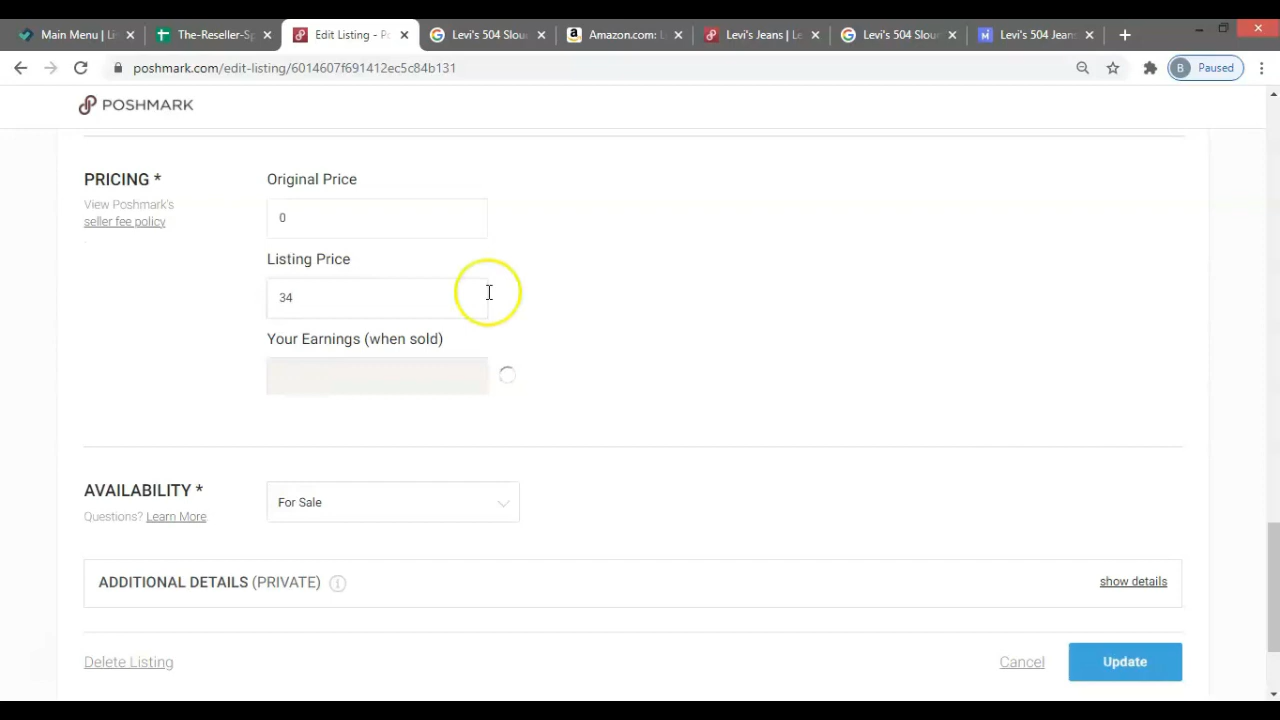 Main Menu | Li
The-Reseller-Sp
Edit Listing - Po
Levi's 504 Slou
Amazon.com: L
Levi's Jeans | Le
Levi's 504 Slou
Levi's 504 Jean
poshmark.com/edit-listing/6014607f691412ec5c84b131
B Paused
POSHMARK
PRICING *
View Poshmark's
seller fee policy
.
Original Price
0
Listing Price
34
Your Earnings (when sold)
AVAILABILITY *
Questions? Learn More
For Sale
ADDITIONAL DETAILS (PRIVATE)
show details
Delete Listing
Cancel
Update